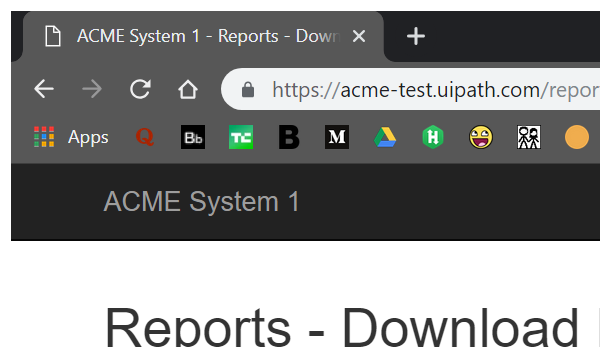 ACME System 1 - Reports - Down
https://acme-test.uipath.com/repor
Apps Q Bb TC B M H
ACME System 1
Reports - Download